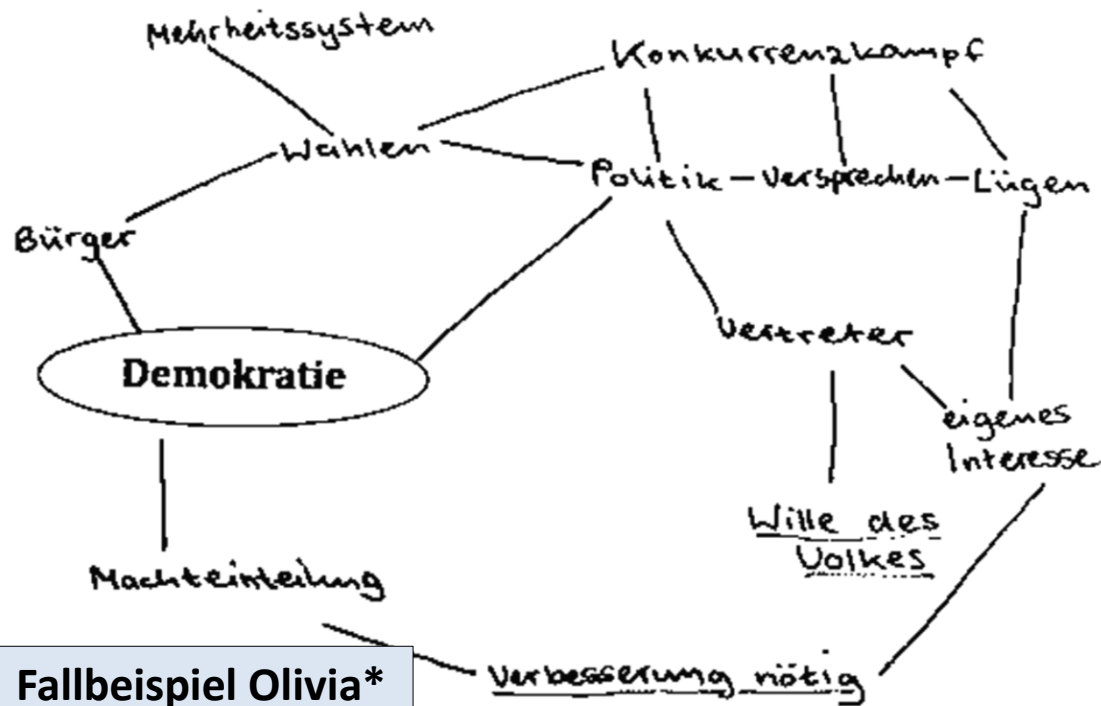 Mehrheitssystem
Konkurrenzkampf
Wahlen
Politik – Versprechen – Lügen
Bürger
Vertreter
Demokratie
eigenes
Interesse
Wille des
Volkes
Machteinteilung
Verbesserung nötig
Fallbeispiel Olivia*